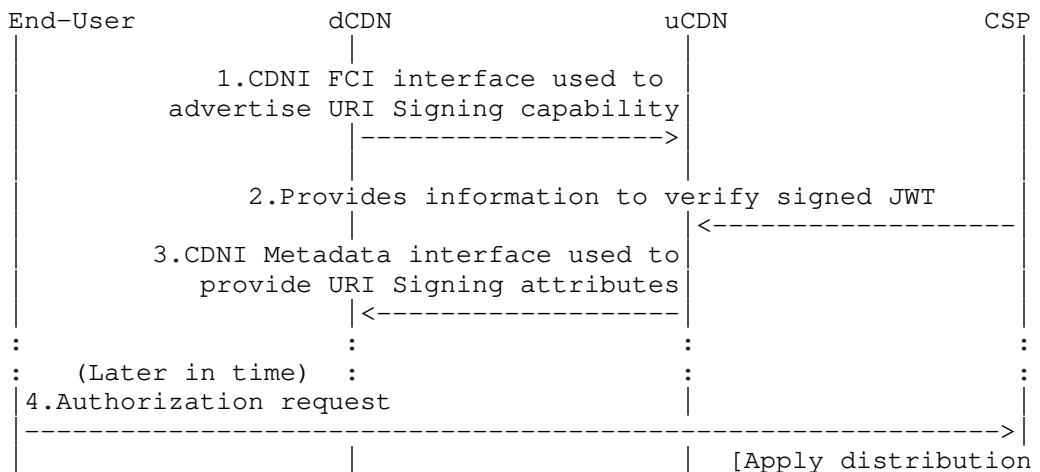 End-User dCDN uCDN CSP
1.CDNI FCI interface used to
advertise URI Signing capability
2.Provides information to verify signed JWT
3.CDNI Metadata interface used to
provide URI Signing attributes
: : : :
: (Later in time) : : :
4.Authorization request
[Apply distribution